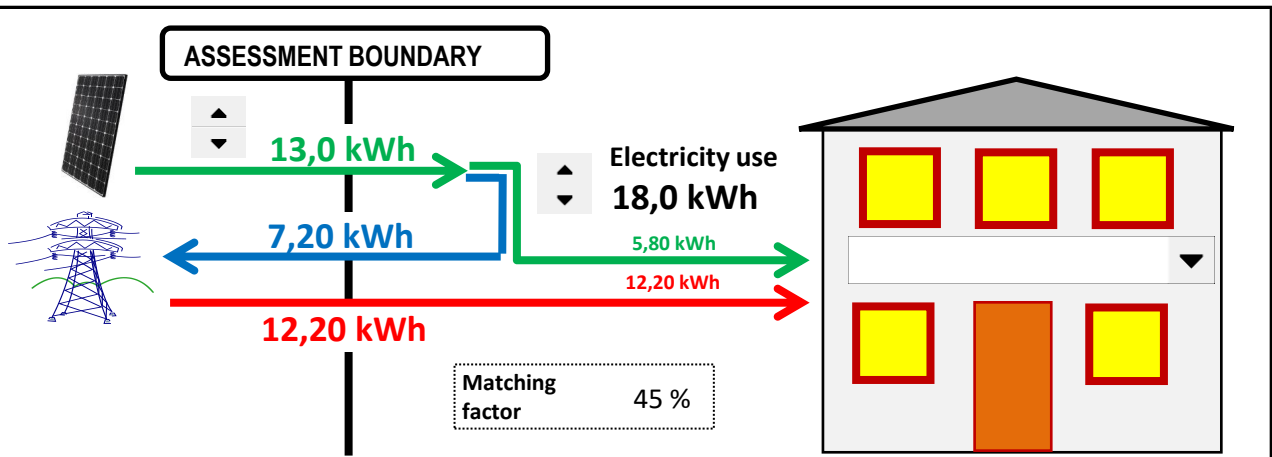 ASSESSMENT BOUNDARY
13,0 kWh
Electricity use
18,0 kWh
7,20 kWh
5,80 kWh
12,20 kWh
12,20 kWh
Matching
factor
45 %